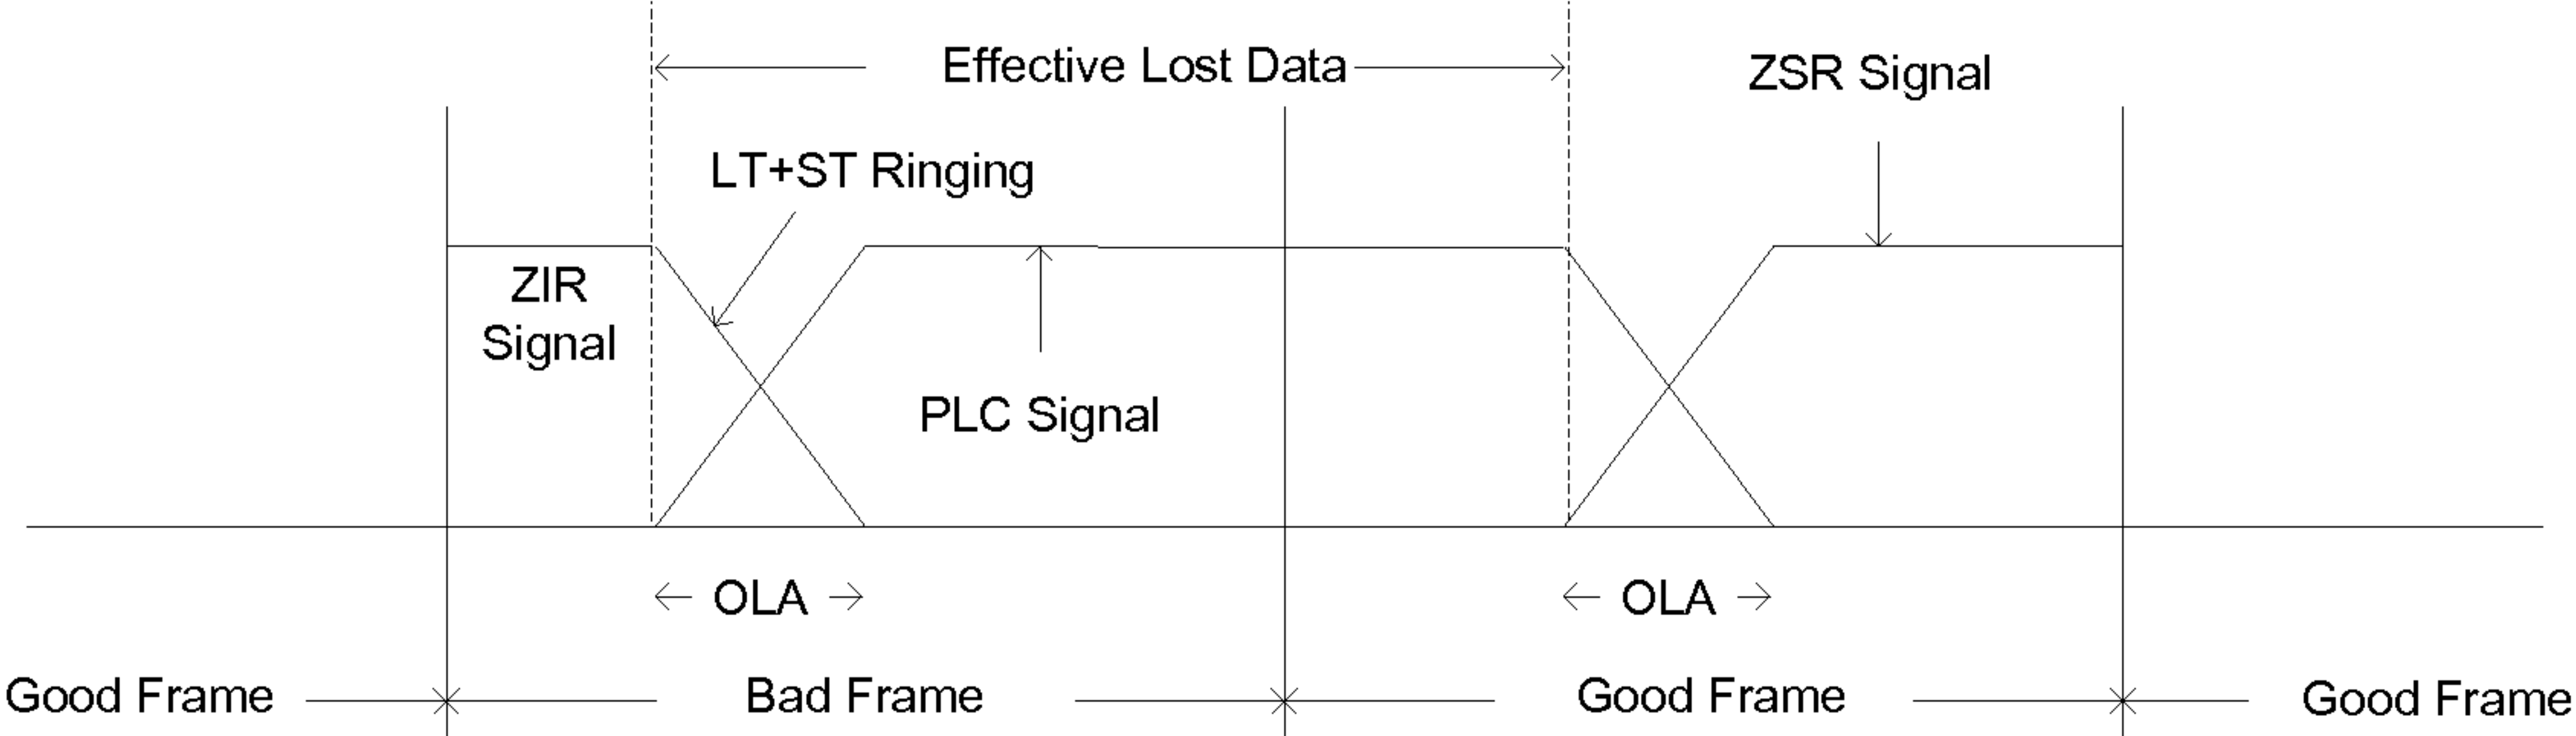 Effective Lost Data
ZSR Signal
LT+ST Ringing
ZIR
Signal
PLC Signal
OLA
OLA
Good Frame
Bad Frame
Good Frame
Good Frame